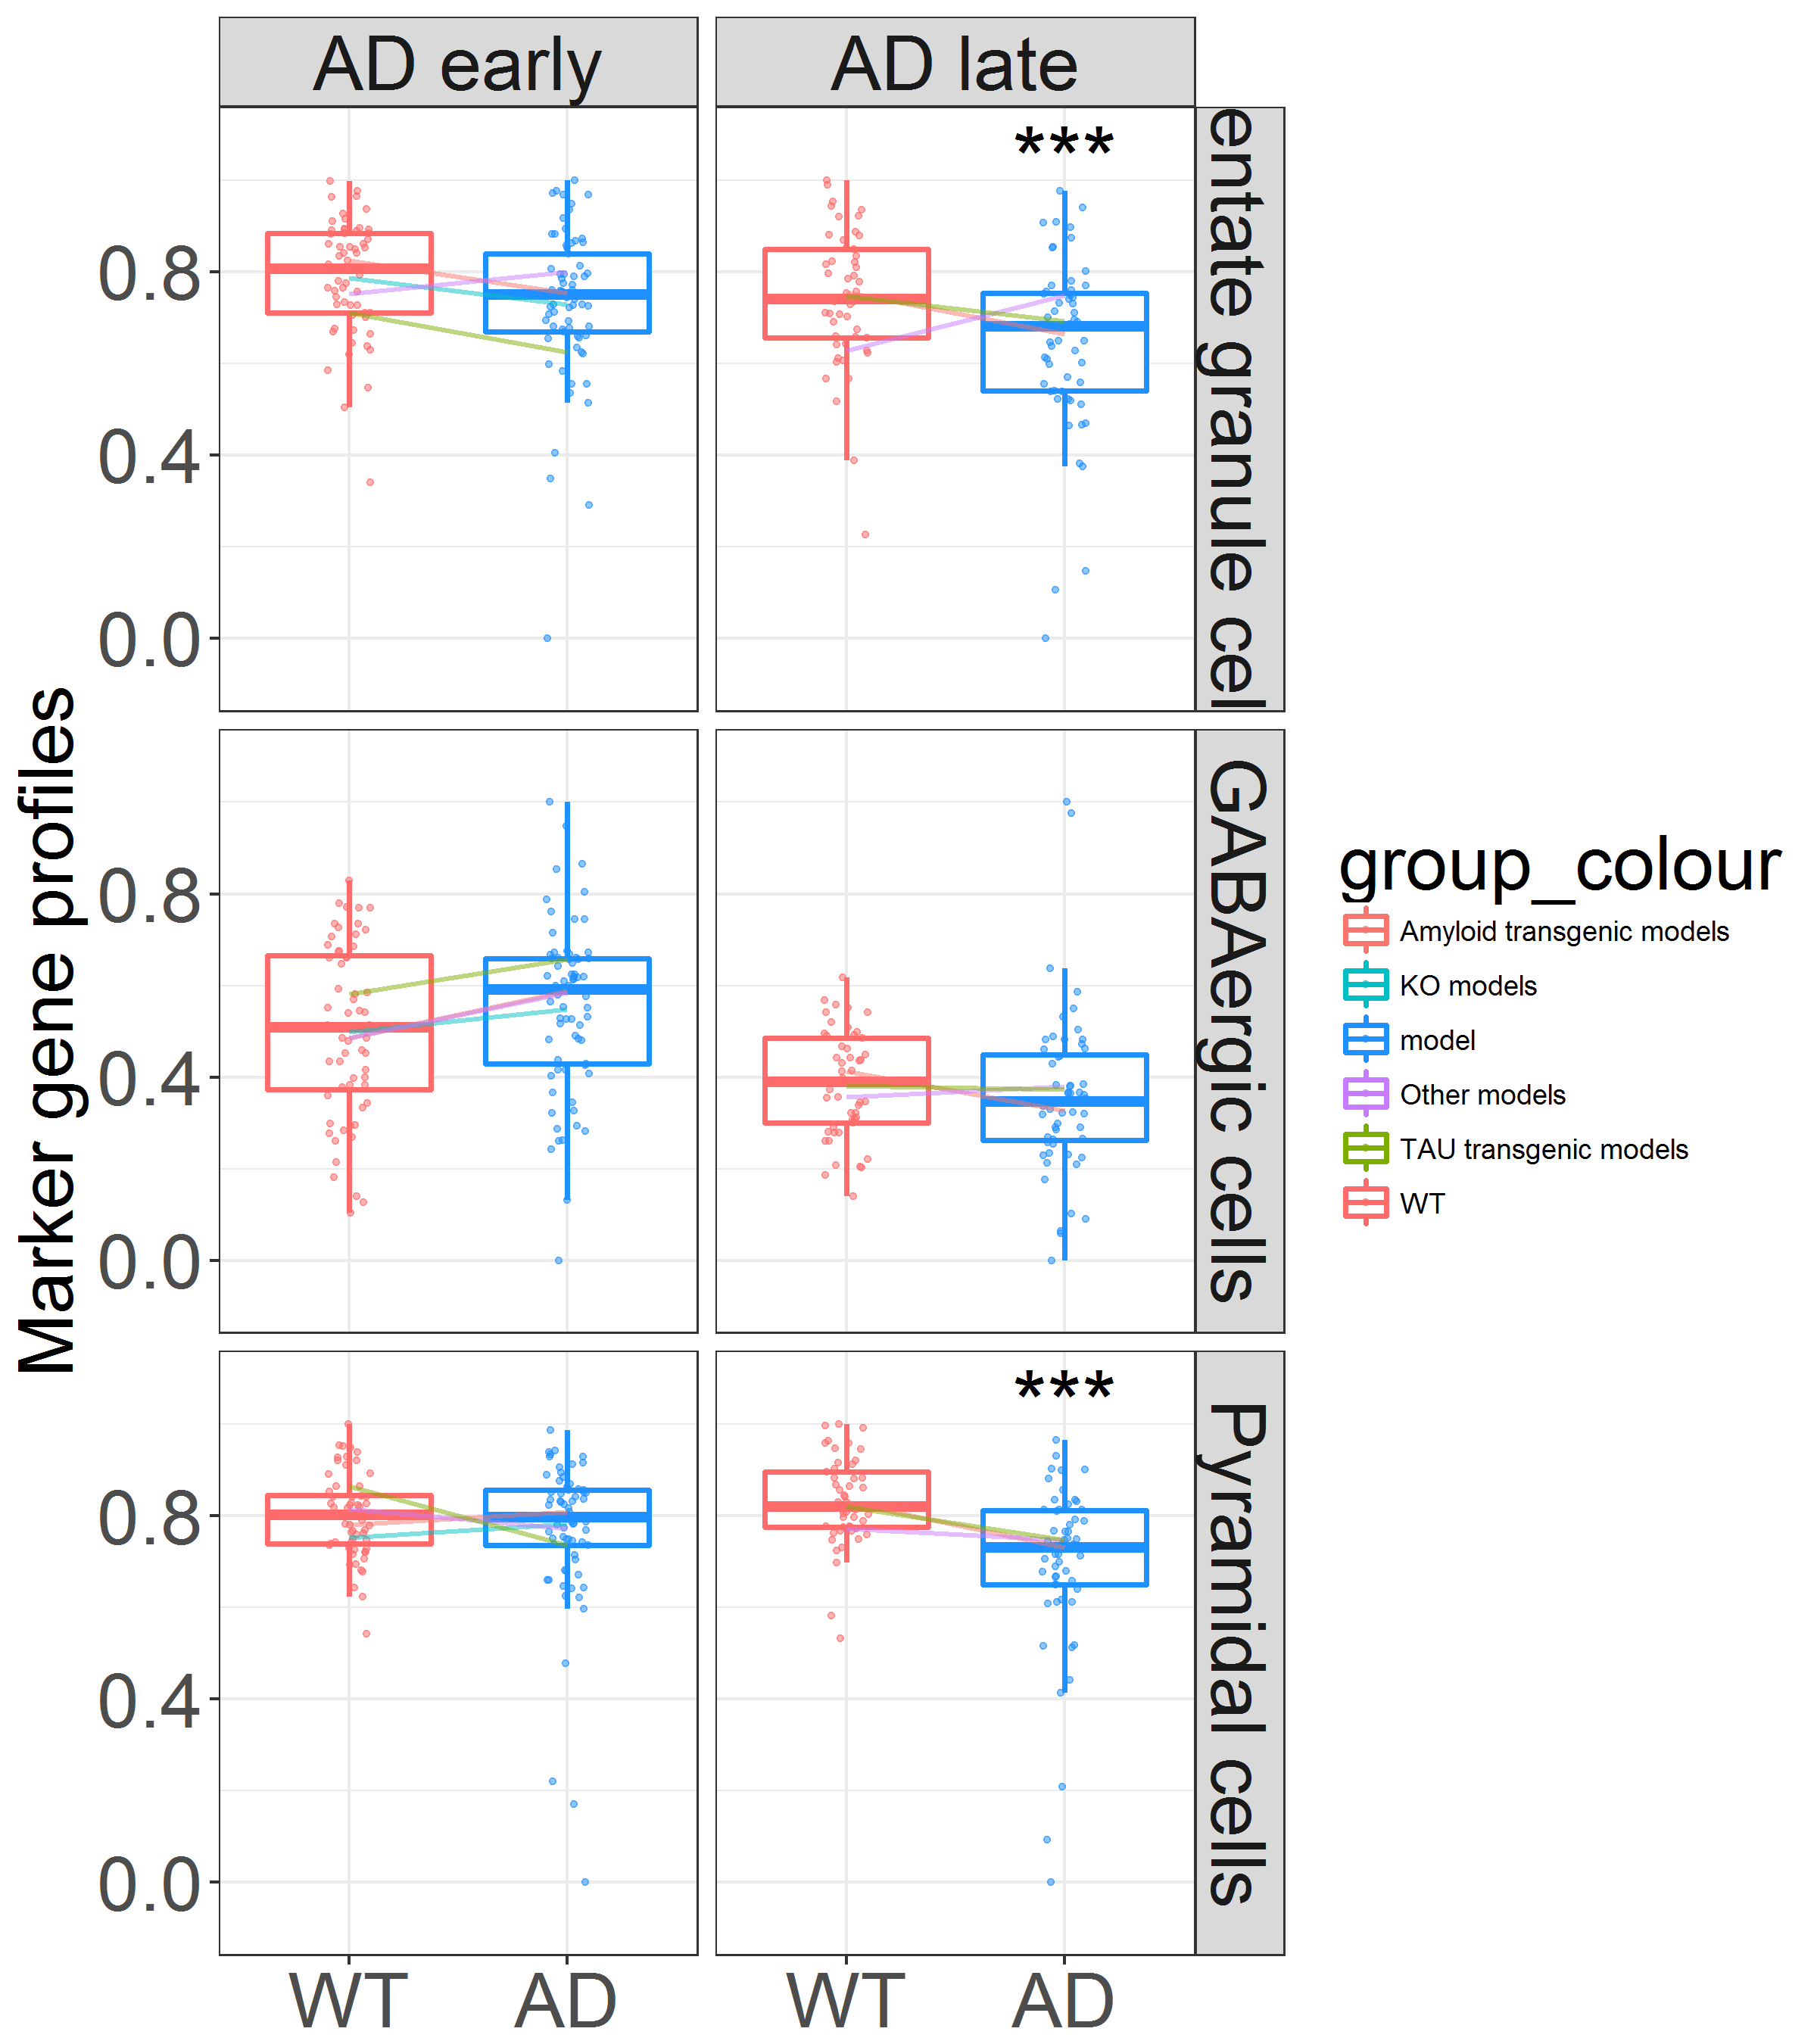 AD early
AD late
***
0.8
0.4
0.0
entate granule cel
Marker gene profiles
0.8
0.4
0.0
GABAergic cells
***
0.8
0.4
0.0
Pyramidal cells
WT
AD
WT
AD
group_colour
Amyloid transgenic models
KO models
model
Other models
TAU transgenic models
WT